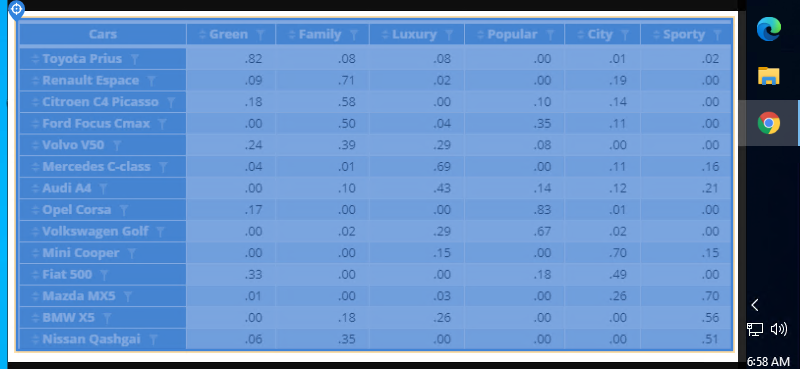 Cars Green Family Luxury Popular City Sporty
Toyota Prius .82 .08 .08 .00 .01 .02
Renault Espace .09 .71 .02 .00 .19 .00
Citroen C4 Picasso .18 .58 .00 .10 .14 .00
Ford Focus Cmax .00 .50 .04 .35 .11 .00
Volvo V50 .24 .39 .29 .08 .00 .00
Mercedes C-class .04 .01 .69 .00 .11 .16
Audi A4 .00 .10 .43 .14 .12 .21
Opel Corsa .17 .00 .00 .83 .01 .00
Volkswagen Golf .00 .02 .29 .67 .02 .00
Mini Cooper .00 .00 .15 .00 .70 .15
Fiat 500 .33 .00 .00 .18 .49 .00
Mazda MX5 .01 .00 .03 .00 .26 .70
BMW X5 .00 .18 .26 .00 .00 .56
Nissan Qashgai .06 .35 .00 .00 .00 .51
6:58 AM